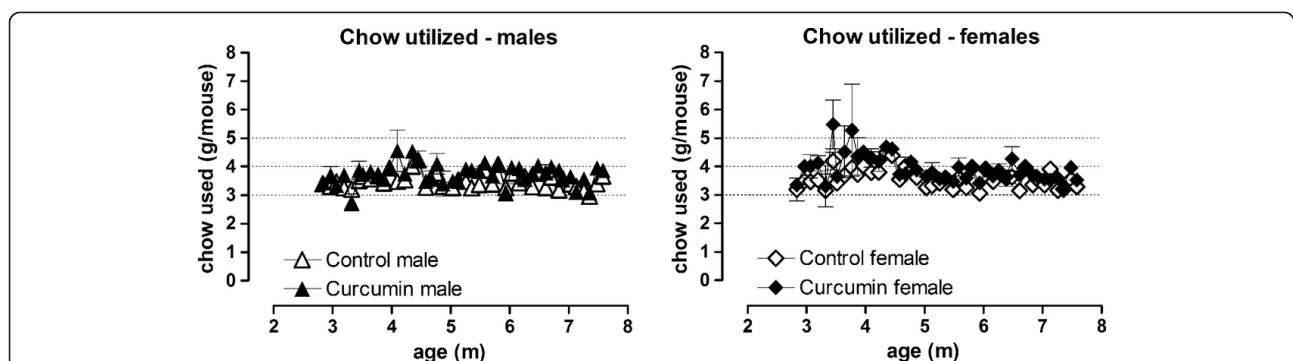 Chow utilized - males
chow used (g/mouse)
8
7
6
5
4
3
2
1
0
Control male
Curcumin male
2 3 4 5 6 7 8
age (m)
Chow utilized - females
chow used (g/mouse)
8
7
6
5
4
3
2
1
0
Control female
Curcumin female
2 3 4 5 6 7 8
age (m)